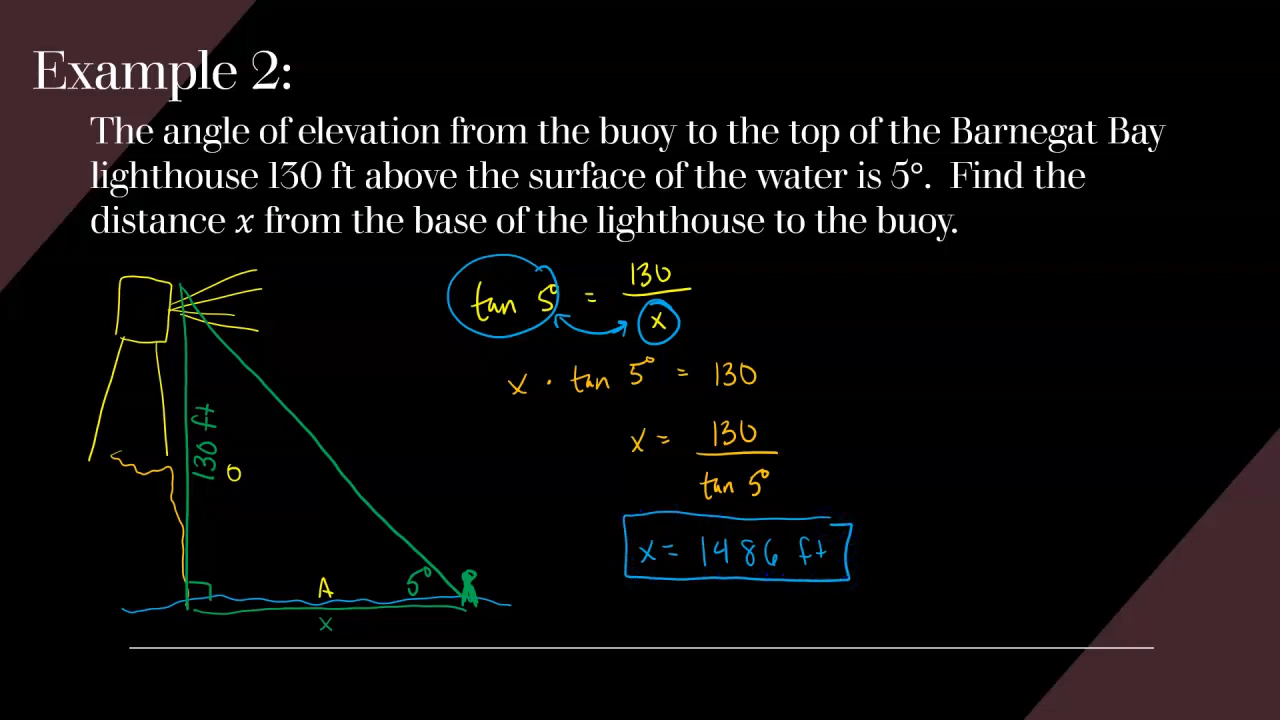 Example 2:
The angle of elevation from the buoy to the top of the Barnegat Bay
lighthouse 130 ft above the surface of the water is 5°. Find the
distance x from the base of the lighthouse to the buoy.
tan 5° = 130/x
x · tan 5° = 130
x = 130/tan 5°
x = 1486 ft
130 ft
O
A
5°
x